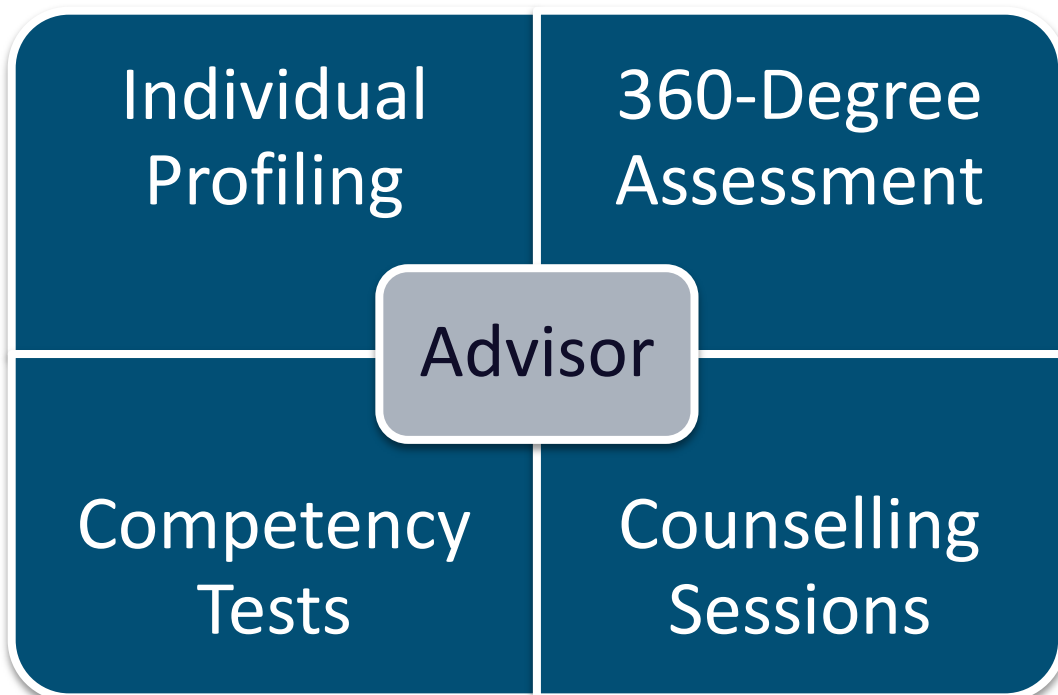 Individual
Profiling
360-Degree
Assessment
Advisor
Competency
Tests
Counselling
Sessions